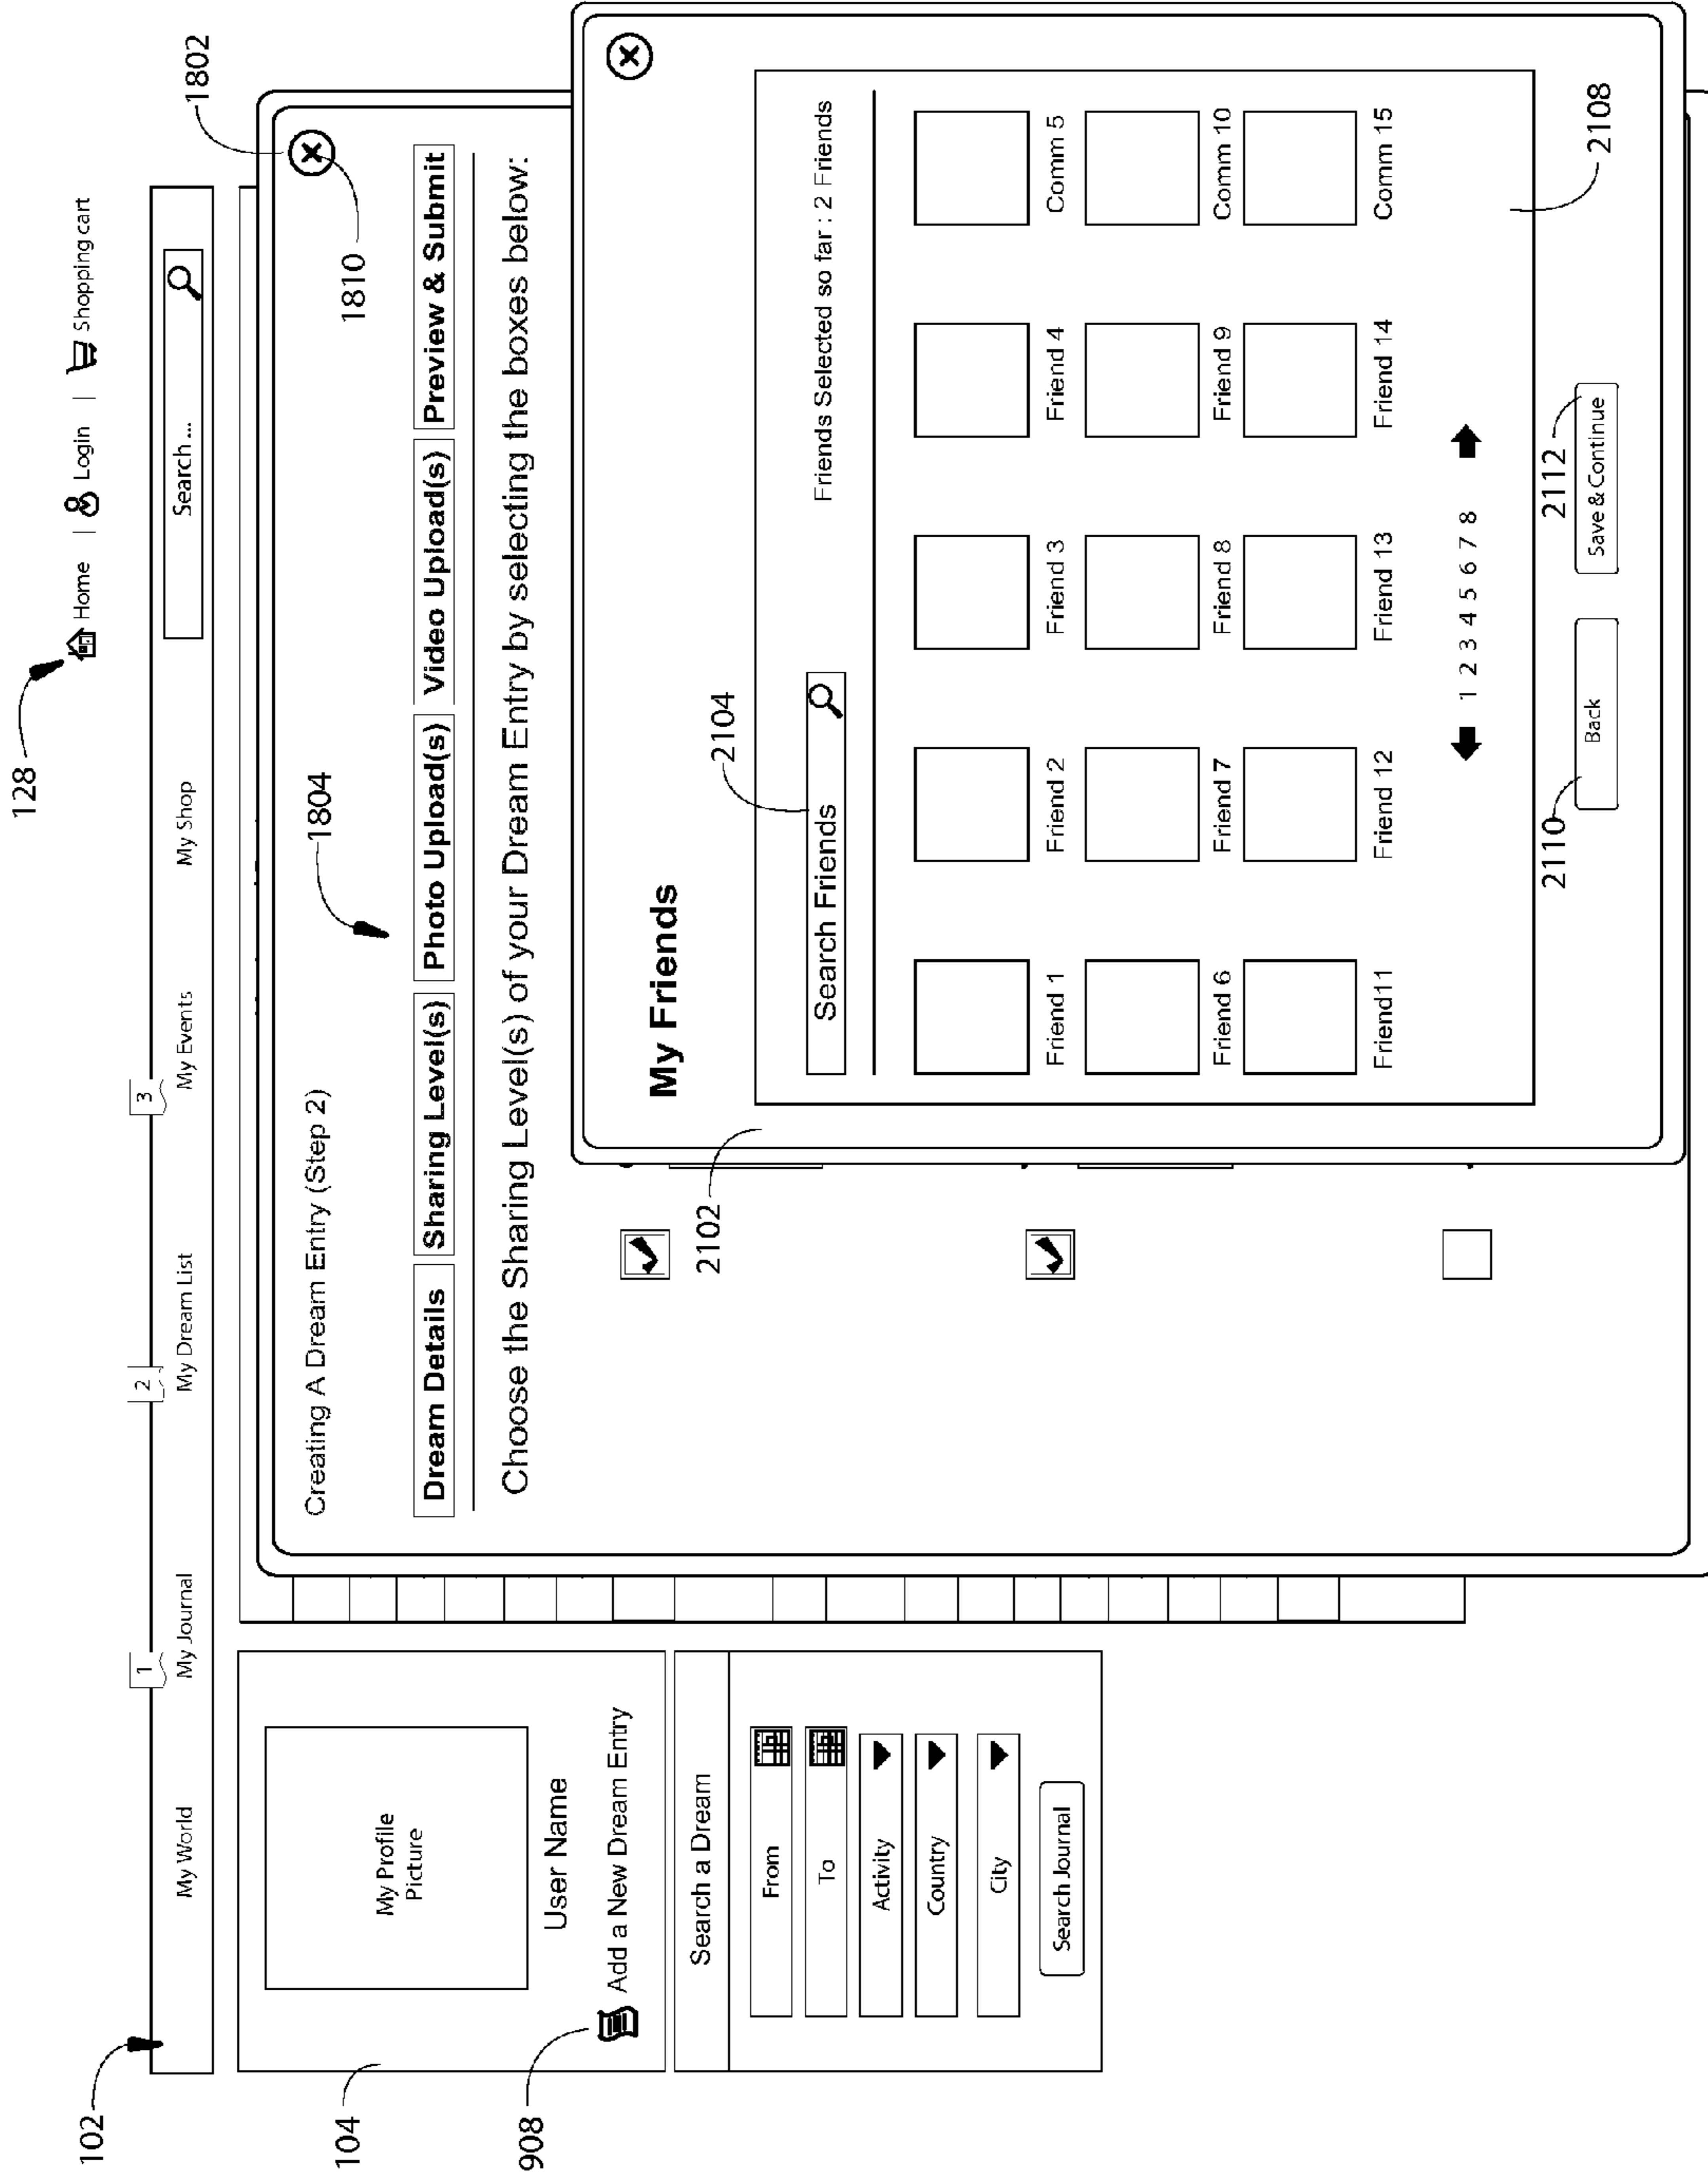 128
Home | Login | Shopping cart
102
1
2
3
1802
My World My Journal My Dream List My Events My Shop Search ...
104
My Profile
Picture
User Name
908
Add a New Dream Entry
Search a Dream
From
To
Activity
Country
City
Search Journal
Creating A Dream Entry (Step 2)
1804
1810
Dream Details Sharing Level(s) Photo Upload(s) Video Upload(s) Preview & Submit
Choose the Sharing Level(s) of your Dream Entry by selecting the boxes below:
2102
My Friends
2104
Search Friends
Friends Selected so far : 2 Friends
Friend 1 Friend 2 Friend 3 Friend 4 Comm 5
Friend 6 Friend 7 Friend 8 Friend 9 Comm 10
Friend11 Friend 12 Friend 13 Friend 14 Comm 15
1 2 3 4 5 6 7 8
2108
2110
2112
Back
Save & Continue